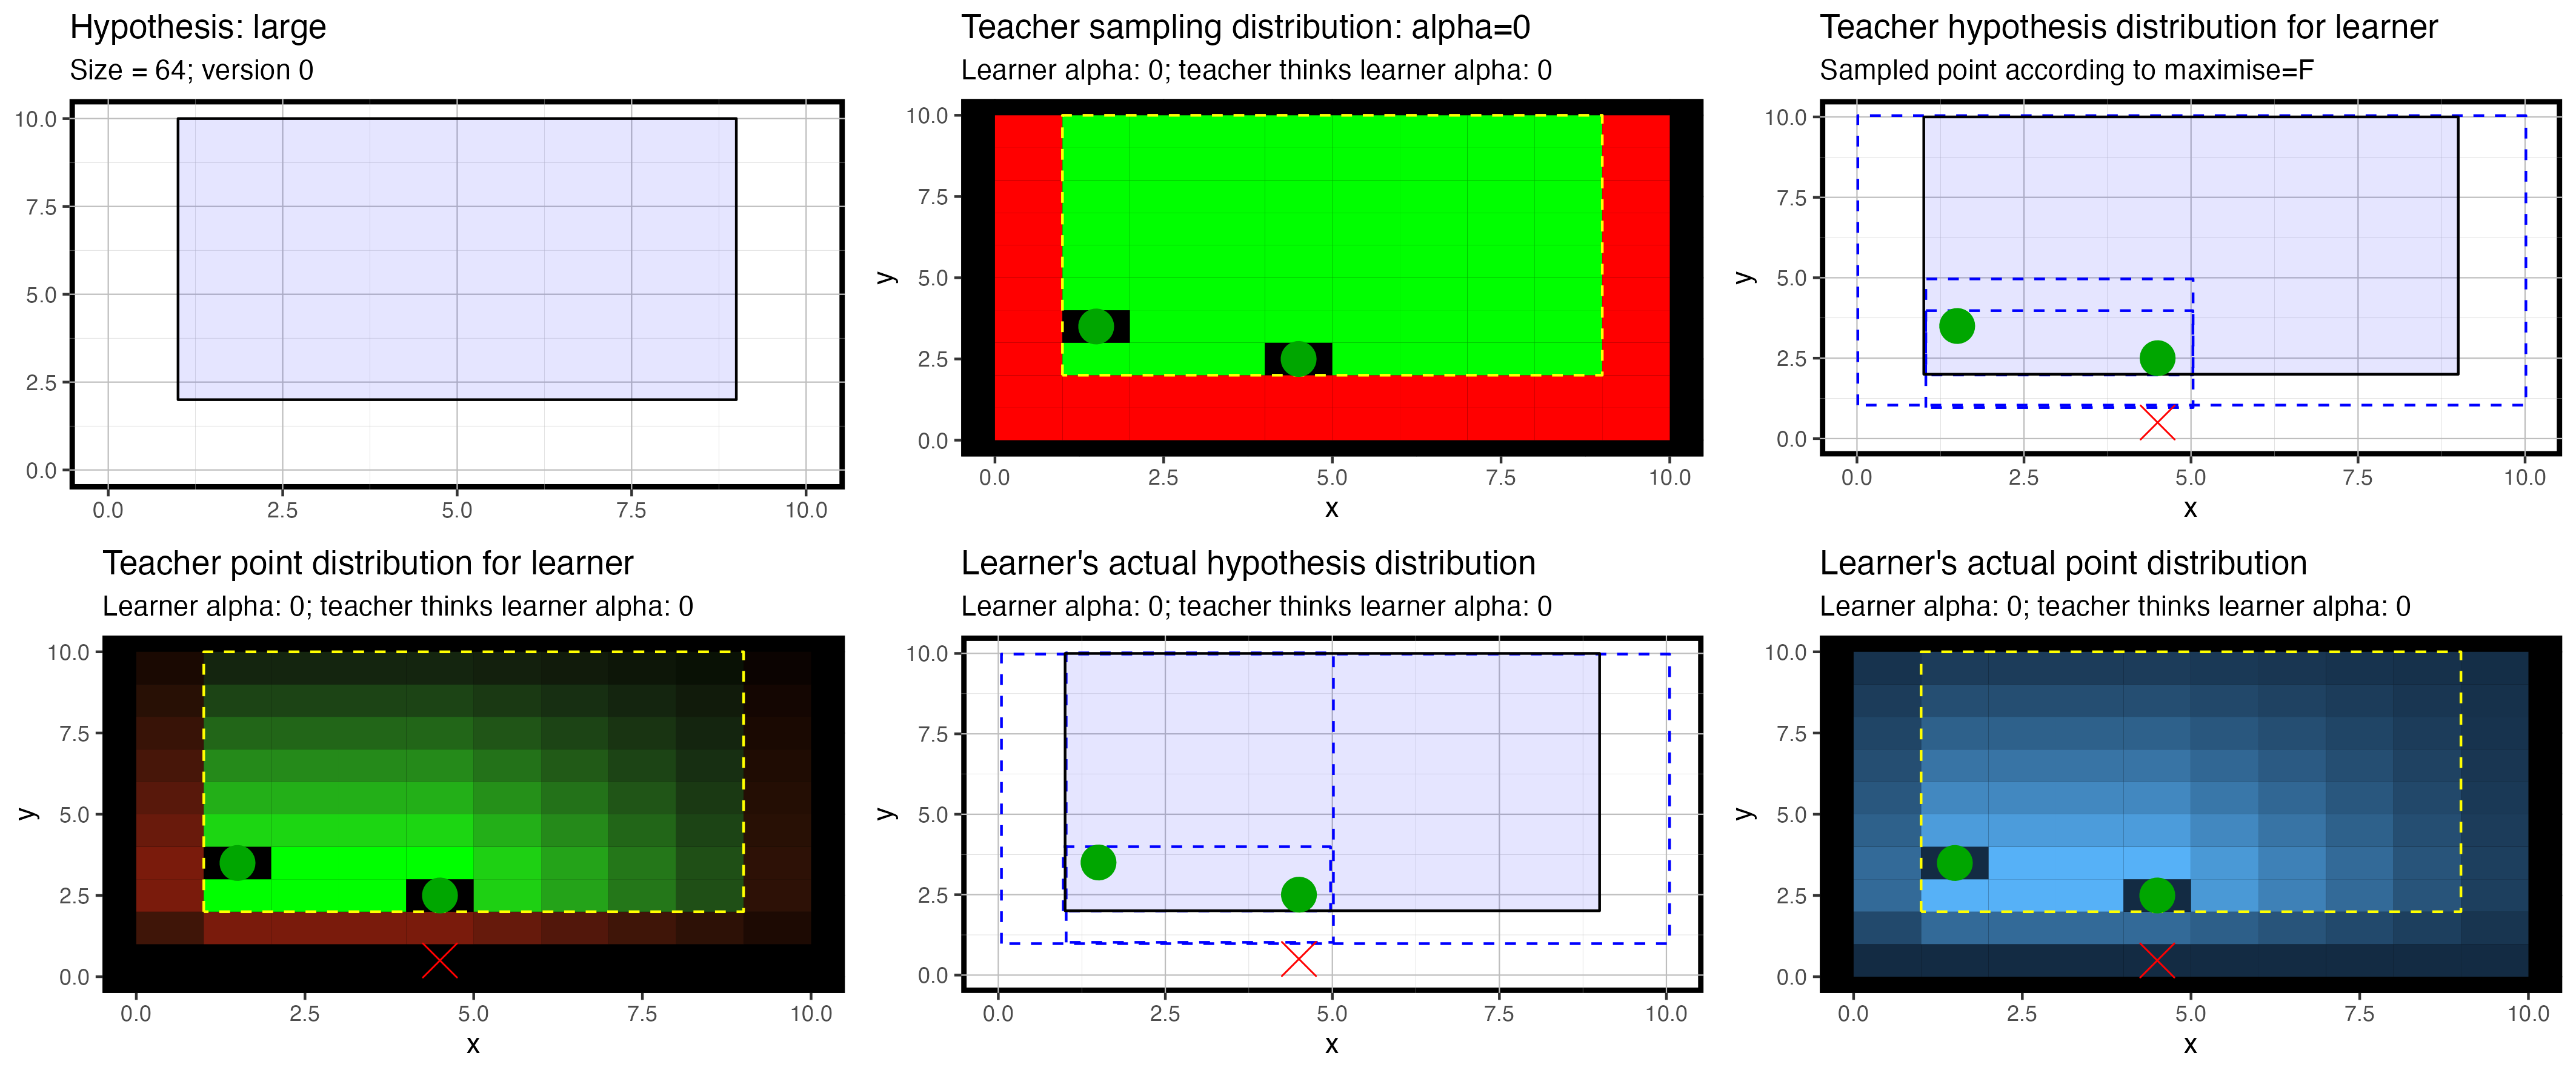 Hypothesis: large
Size = 64; version 0
10.0
7.5
5.0
2.5
0.0
0.0 2.5 5.0 7.5 10.0
Teacher sampling distribution: alpha=0
Learner alpha: 0; teacher thinks learner alpha: 0
y
10.0
7.5
5.0
2.5
0.0
0.0 2.5 5.0 7.5 10.0
x
Teacher hypothesis distribution for learner
Sampled point according to maximise=F
y
10.0
7.5
5.0
2.5
0.0
0.0 2.5 5.0 7.5 10.0
x
Teacher point distribution for learner
Learner alpha: 0; teacher thinks learner alpha: 0
y
10.0
7.5
5.0
2.5
0.0
0.0 2.5 5.0 7.5 10.0
x
Learner's actual hypothesis distribution
Learner alpha: 0; teacher thinks learner alpha: 0
y
10.0
7.5
5.0
2.5
0.0
0.0 2.5 5.0 7.5 10.0
x
Learner's actual point distribution
Learner alpha: 0; teacher thinks learner alpha: 0
y
10.0
7.5
5.0
2.5
0.0
0.0 2.5 5.0 7.5 10.0
x